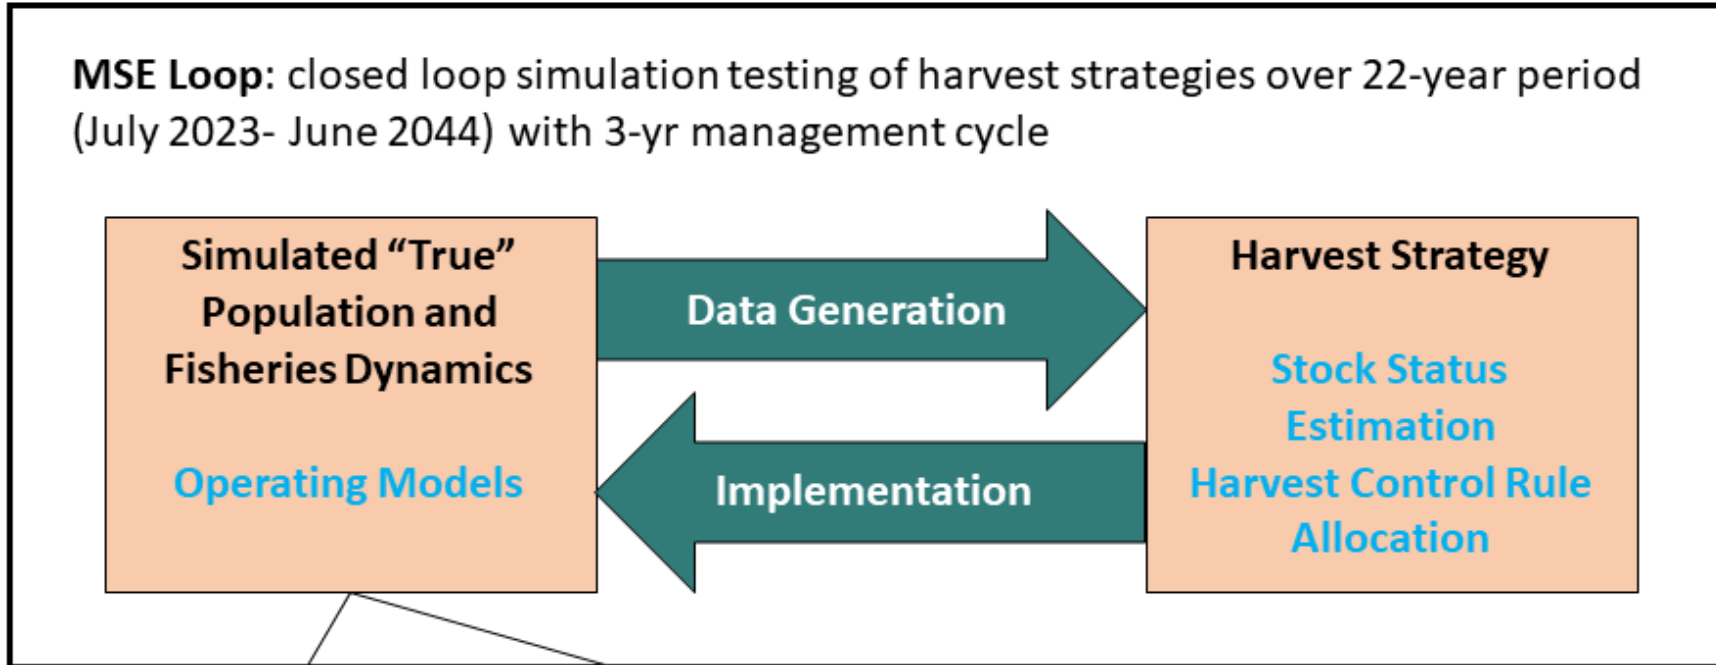 MSE Loop: closed loop simulation testing of harvest strategies over 22-year period
(July 2023- June 2044) with 3-yr management cycle
Simulated “True”
Population and
Fisheries Dynamics
Operating Models
Data Generation
Implementation
Harvest Strategy
Stock Status
Estimation
Harvest Control Rule
Allocation